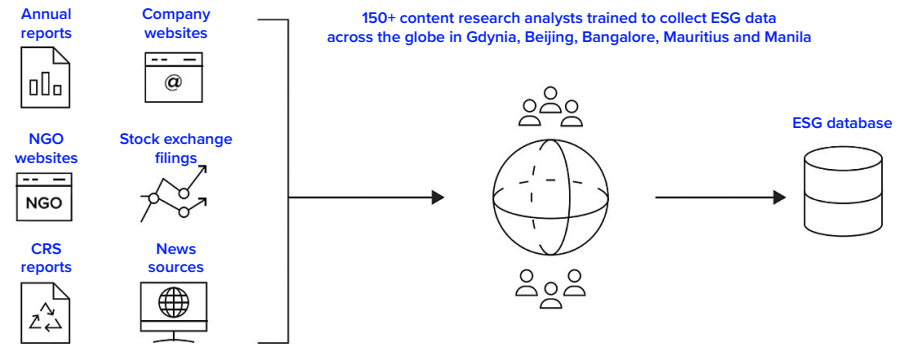 Annual
reports
Company
websites
150+ content research analysts trained to collect ESG data
across the globe in Gdynia, Beijing, Bangalore, Mauritius and Manila
@
ESG database
NGO
websites
Stock exchange
filings
NGO
CRS
reports
News
sources